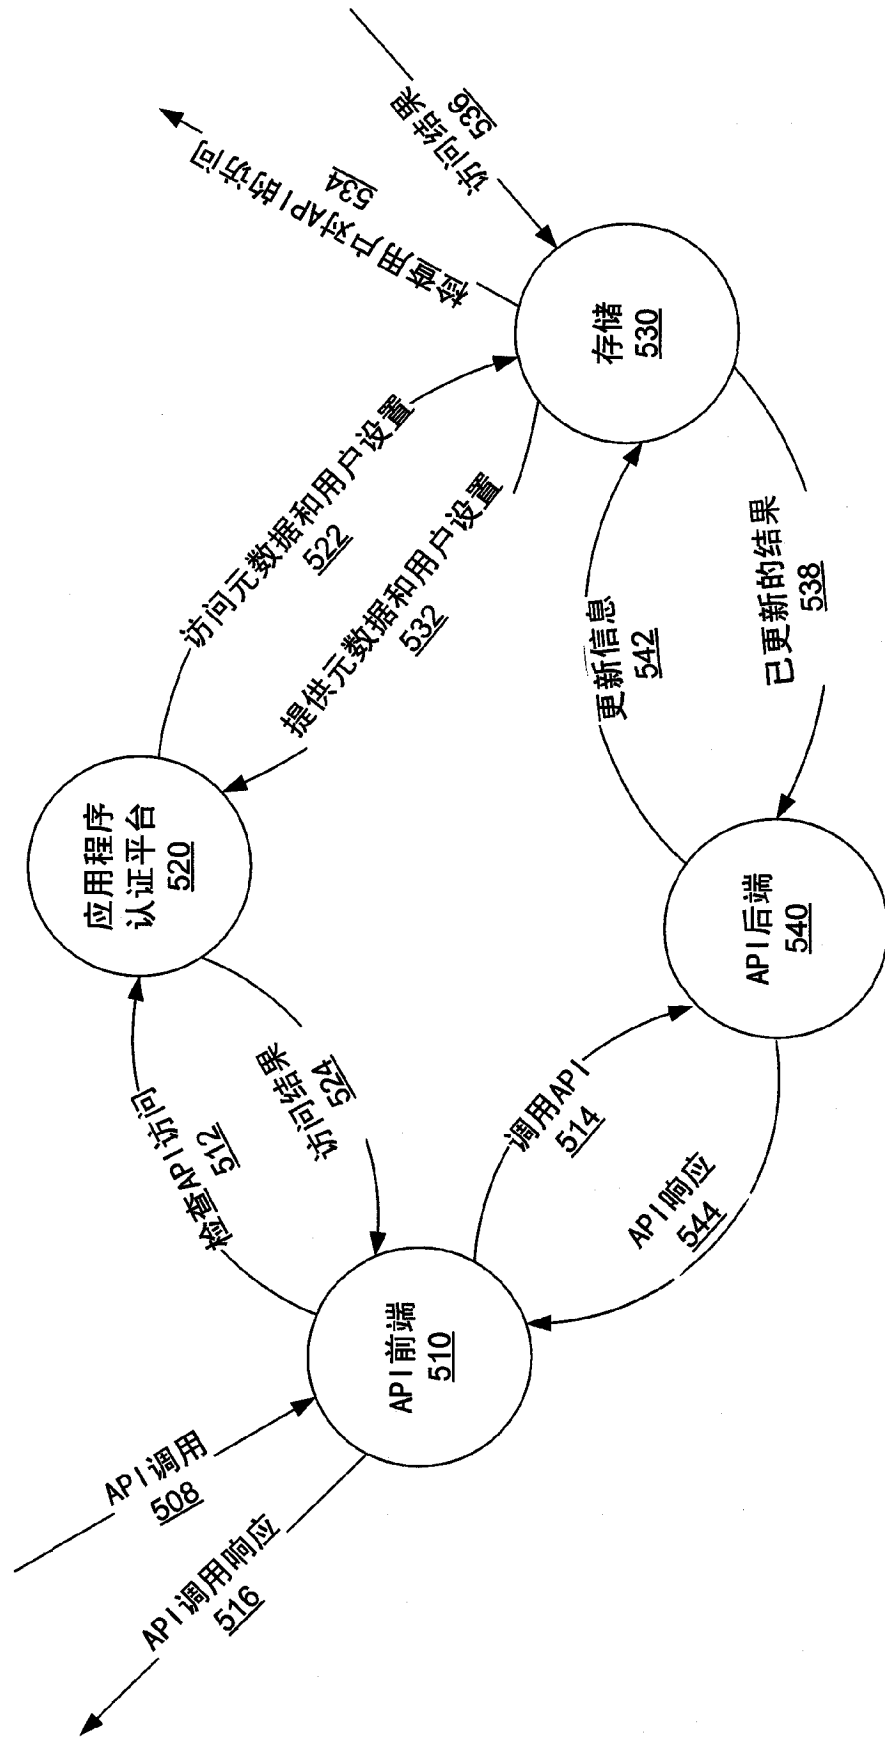 API调用
508
API调用响应
516
API前端
510
检查API访问
512
访问结果
524
应用程序
认证平台
520
调用API
514
API响应
544
API后端
540
访问元数据和用户设置
522
提供元数据和用户设置
532
更新信息
542
已更新的结果
538
存储
530
检查用户对API的访问
534
访问结果
536